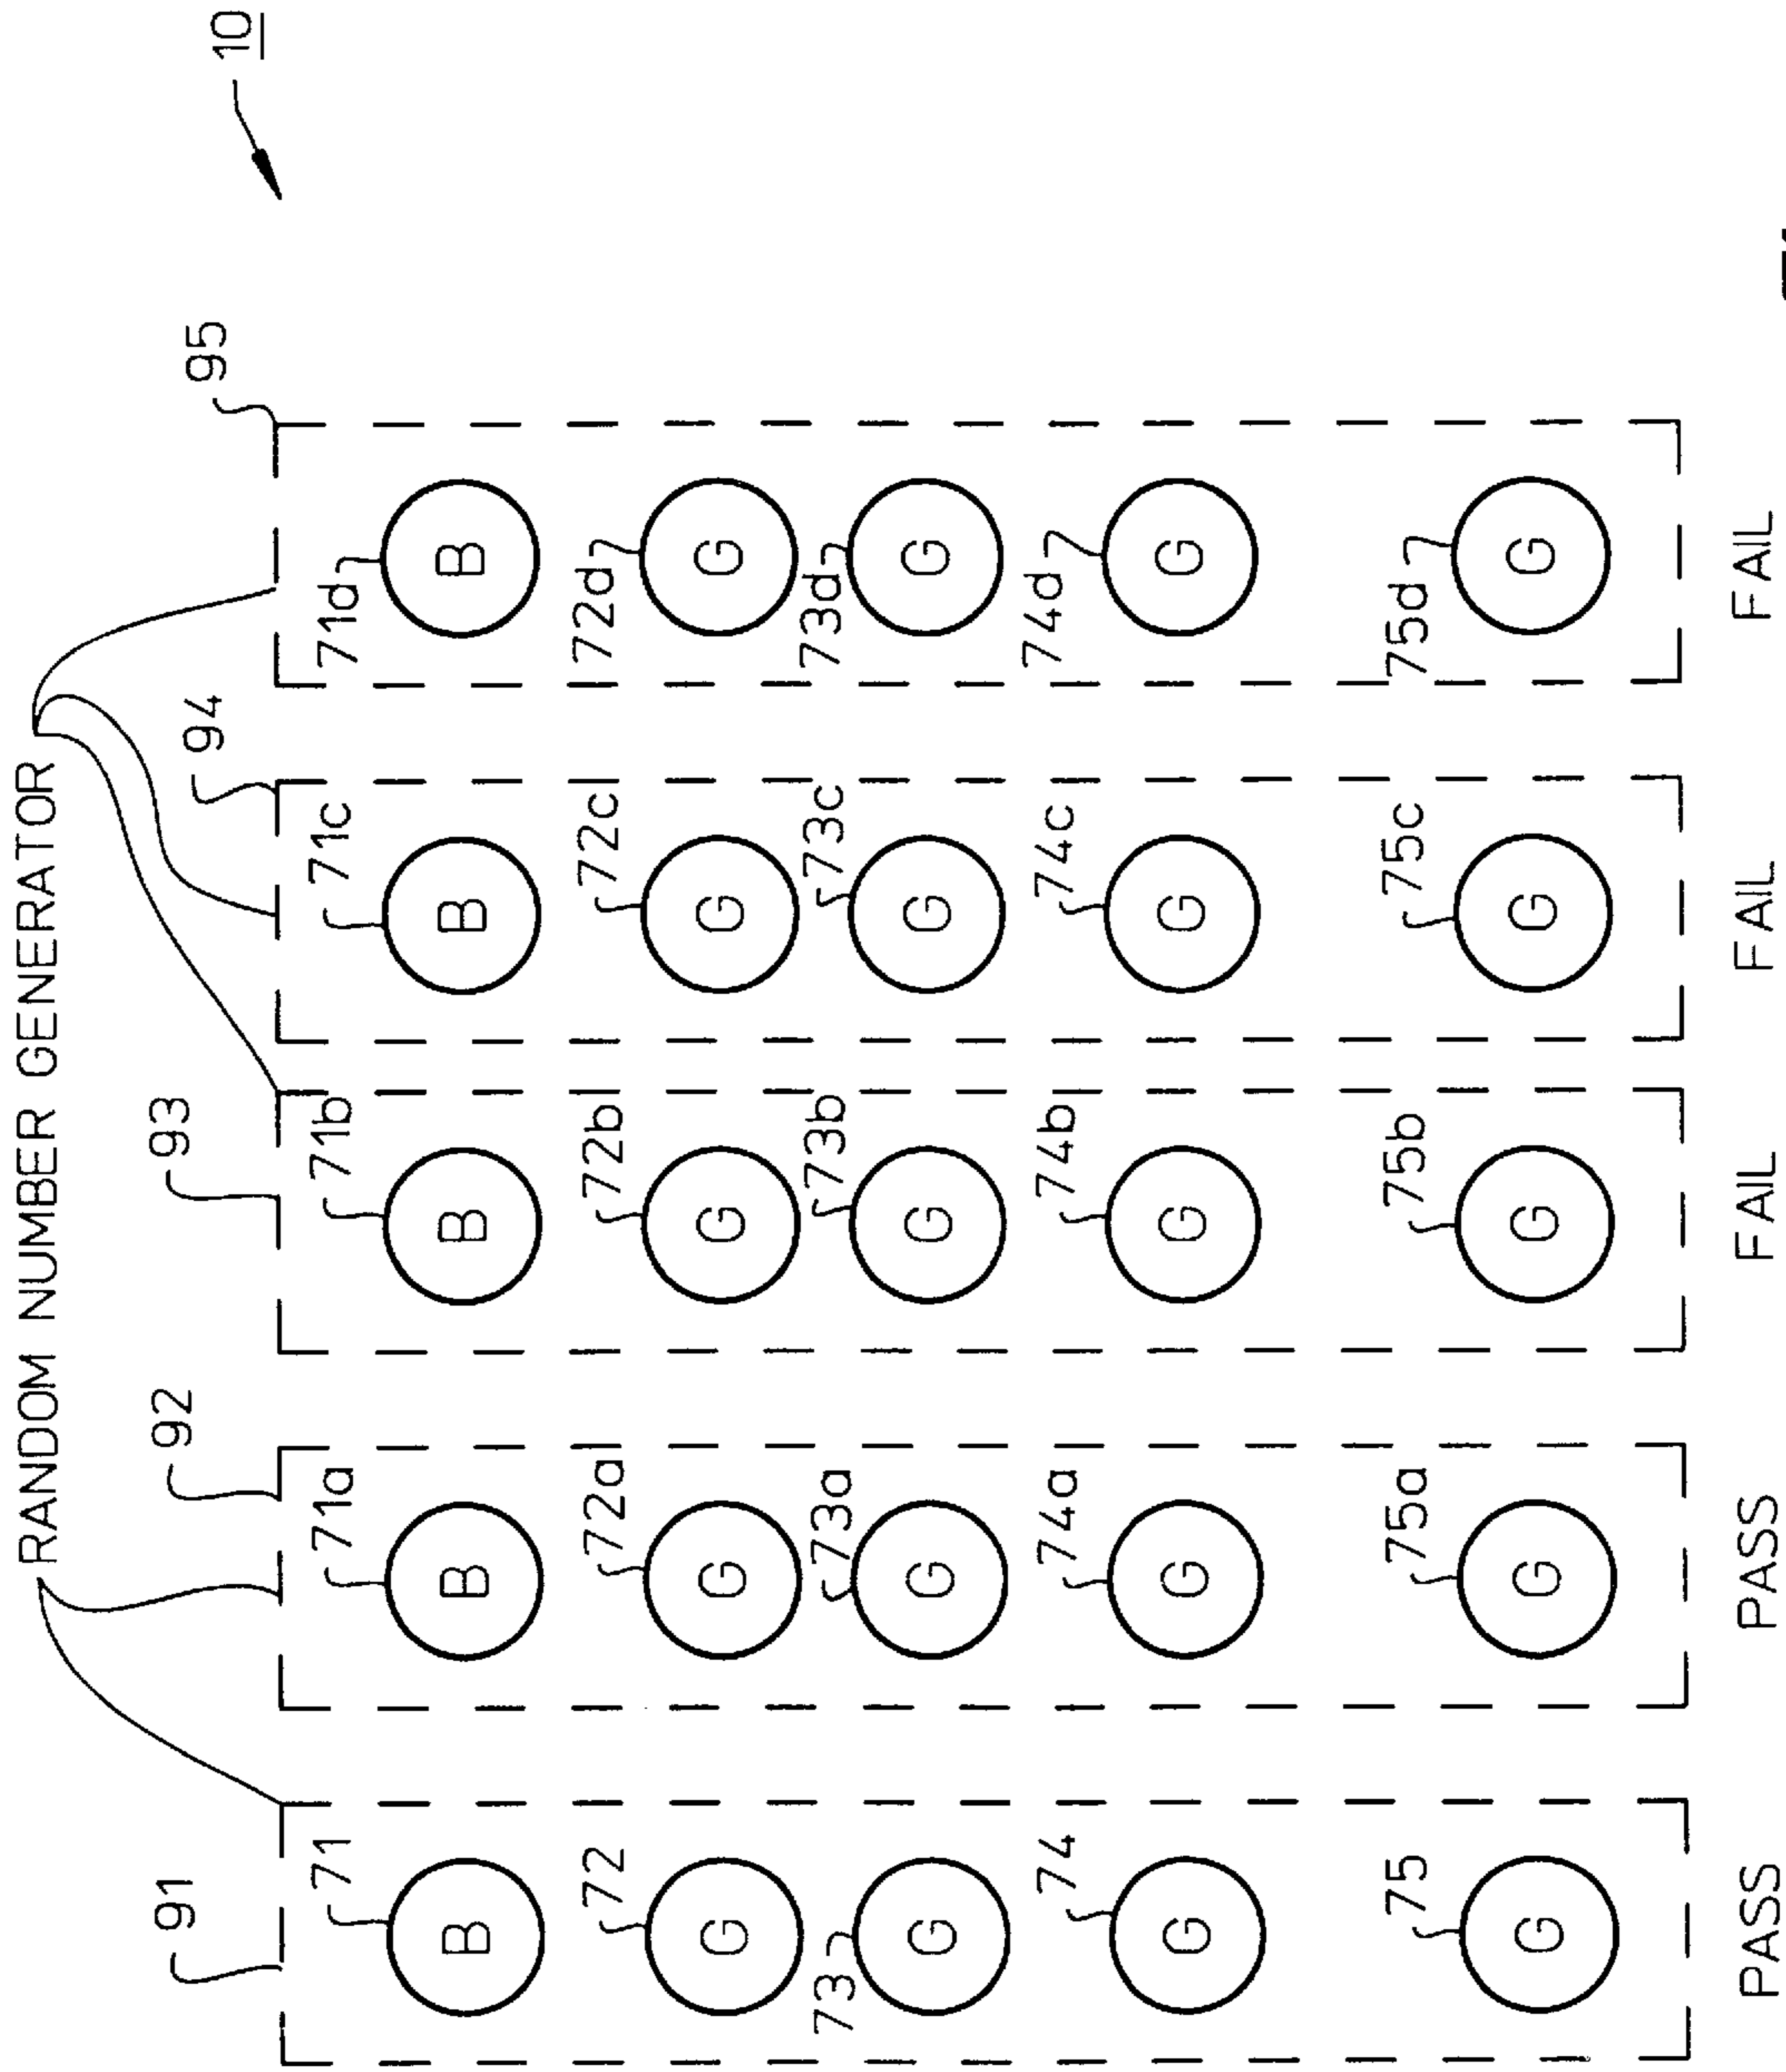 10
RANDOM NUMBER GENERATOR
91 92 93 94 95
71 71a 71b 71c 71d
B B B B B
72 72a 72b 72c 72d
G G G G G
73 73a 73b 73c 73d
G G G G G
74 74a 74b 74c 74d
G G G G G
75 75a 75b 75c 75d
G G G G G
PASS PASS FAIL FAIL FAIL